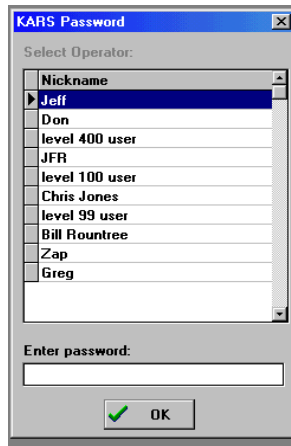 KARS Password
Select Operator:
Nickname
Jeff
Don
level 400 user
JFR
level 100 user
Chris Jones
level 99 user
Bill Rountree
Zap
Greg
Enter password:
OK